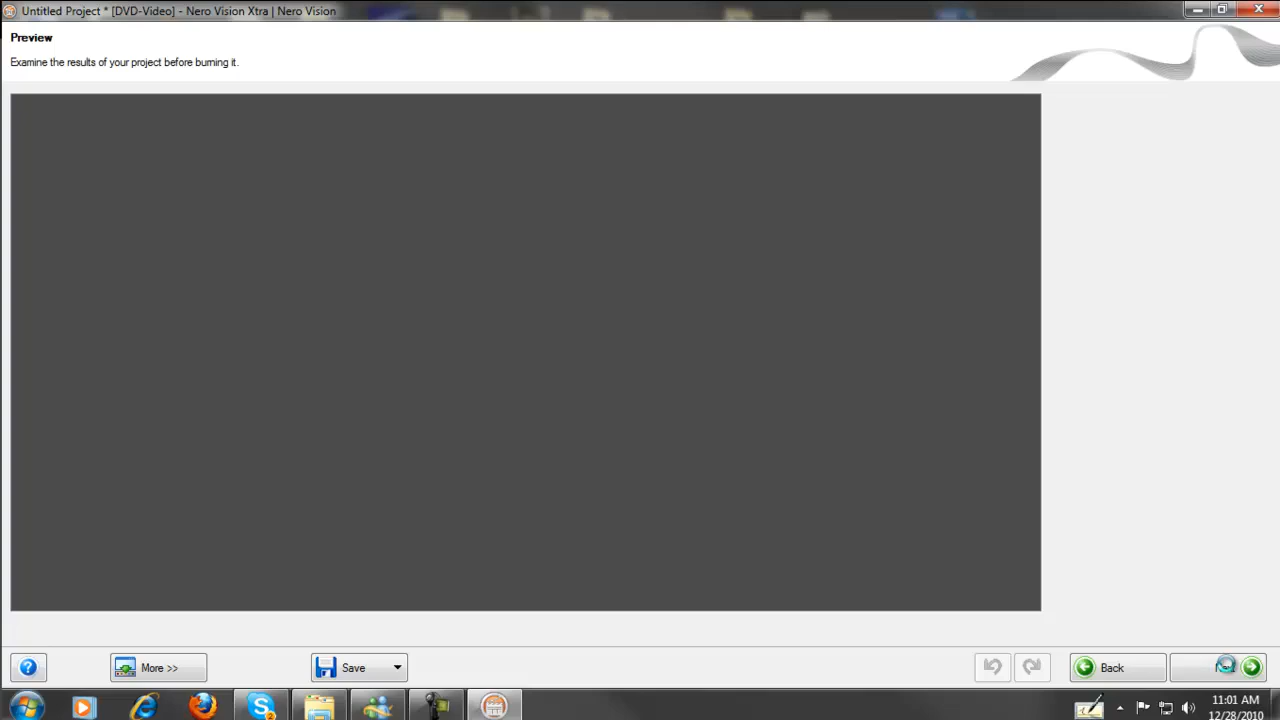 Untitled Project * [DVD-Video] - Nero Vision Xtra | Nero Vision
Preview
Examine the results of your project before burning it.
More >>
Save
Back
11:01 AM
12/28/2010